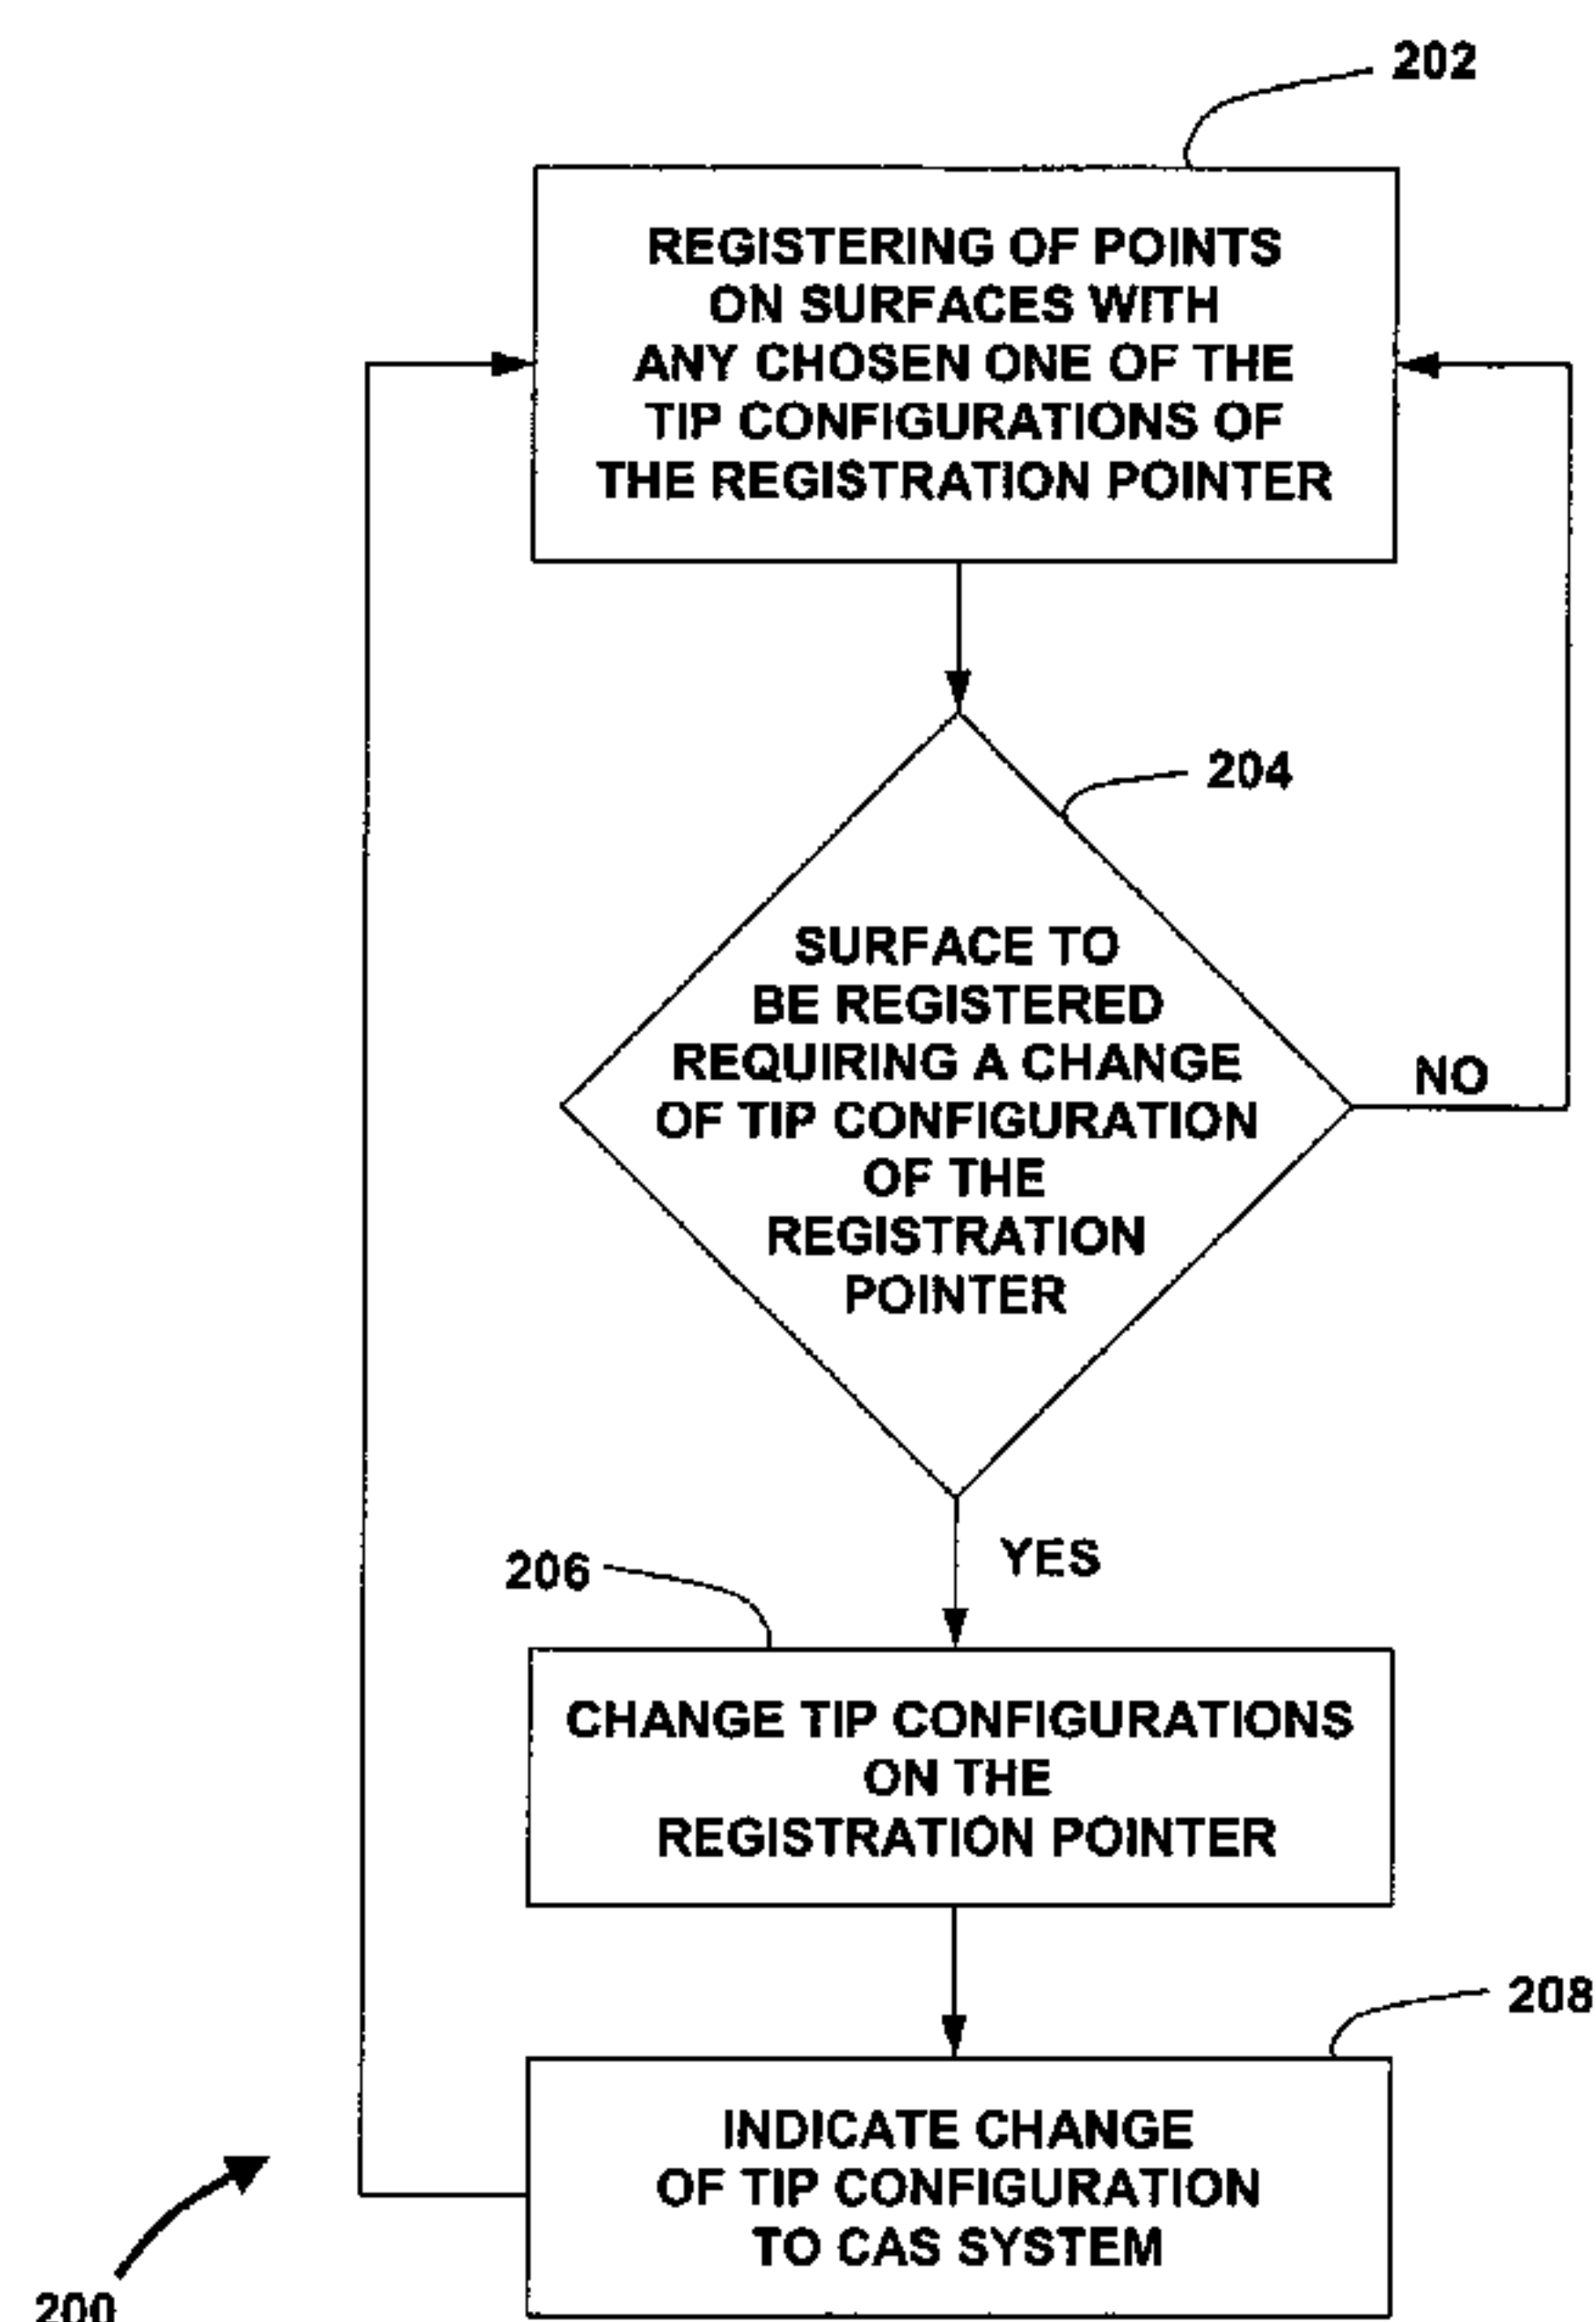 202
REGISTERING OF POINTS
ON SURFACES WITH
ANY CHOSEN ONE OF THE
TIP CONFIGURATIONS OF
THE REGISTRATION POINTER
204
SURFACE TO
BE REGISTERED
REQUIRING A CHANGE
OF TIP CONFIGURATION
OF THE
REGISTRATION
POINTER
NO
YES
206
CHANGE TIP CONFIGURATIONS
ON THE
REGISTRATION POINTER
208
INDICATE CHANGE
OF TIP CONFIGURATION
TO CAS SYSTEM
200